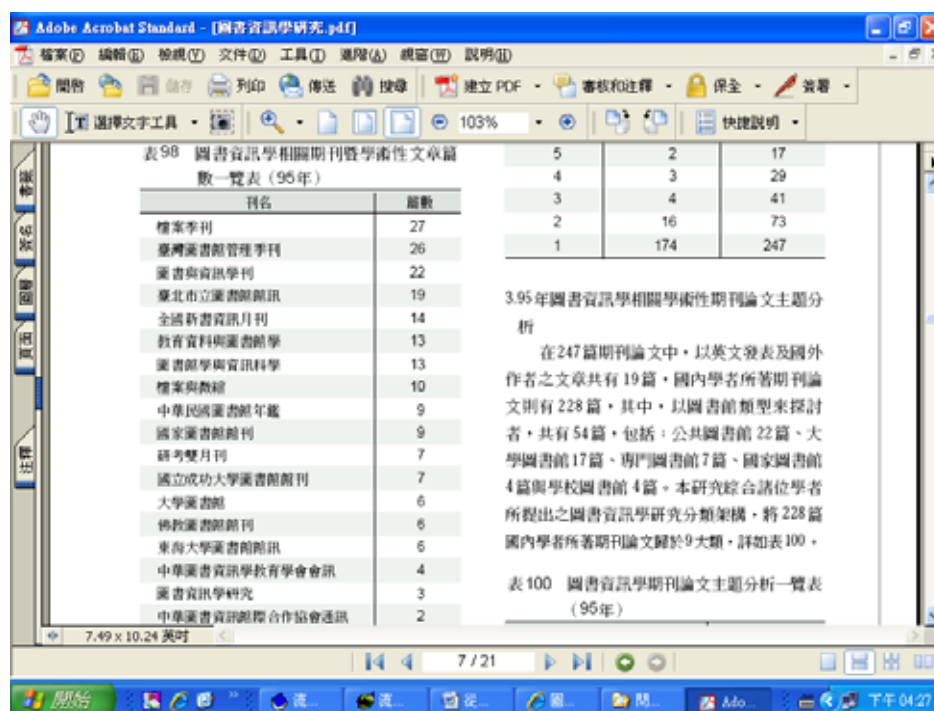 Adobe Acrobat Standard - [圖書資訊學研究.pdf]
檔案(F) 編輯(E) 檢視(V) 文件(D) 工具(T) 進階(A) 視窗(W) 說明(H)
開啟 儲存 列印 傳送 搜尋 建立 PDF 審核和注釋 保全 簽署
選擇文字工具 103% 快捷說明
書籤
簽名
圖層
頁面
註釋
表98 圖書資訊學相關期刊暨學術性文章篇
數一覽表（95年）
刊名 篇數
檔案季刊 27
臺灣圖書館管理季刊 26
圖書與資訊學刊 22
臺北市立圖書館館訊 19
全國新書資訊月刊 14
教育資料與圖書館學 13
圖書館學與資訊科學 13
檔案與微縮 10
中華民國圖書館年鑑 9
國家圖書館館刊 9
研考雙月刊 7
國立成功大學圖書館館刊 7
大學圖書館 6
佛教圖書館館刊 6
東海大學圖書館館訊 6
中華圖書資訊學教育學會會訊 4
圖書資訊學研究 3
中華圖書資訊館際合作協會通訊 2
5 2 17
4 3 29
3 4 41
2 16 73
1 174 247
3.95年圖書資訊學相關學術性期刊論文主題分
析
在247篇期刊論文中，以英文發表及國外
作者之文章共有19篇，國內學者所著期刊論
文則有228篇，其中，以圖書館類型來探討
者，共有54篇，包括：公共圖書館22篇、大
學圖書館17篇、專門圖書館7篇、國家圖書館
4篇與學校圖書館4篇。本研究綜合諸位學者
所提出之圖書資訊學研究分類架構，將228篇
國內學者所著期刊論文歸於9大類，詳如表100。
表100 圖書資訊學期刊論文主題分析一覽表
（95年）
7.49 x 10.24 英吋
7 / 21
開始 流... 流... 從... 圖... 閱... Ado... 下午 04:27